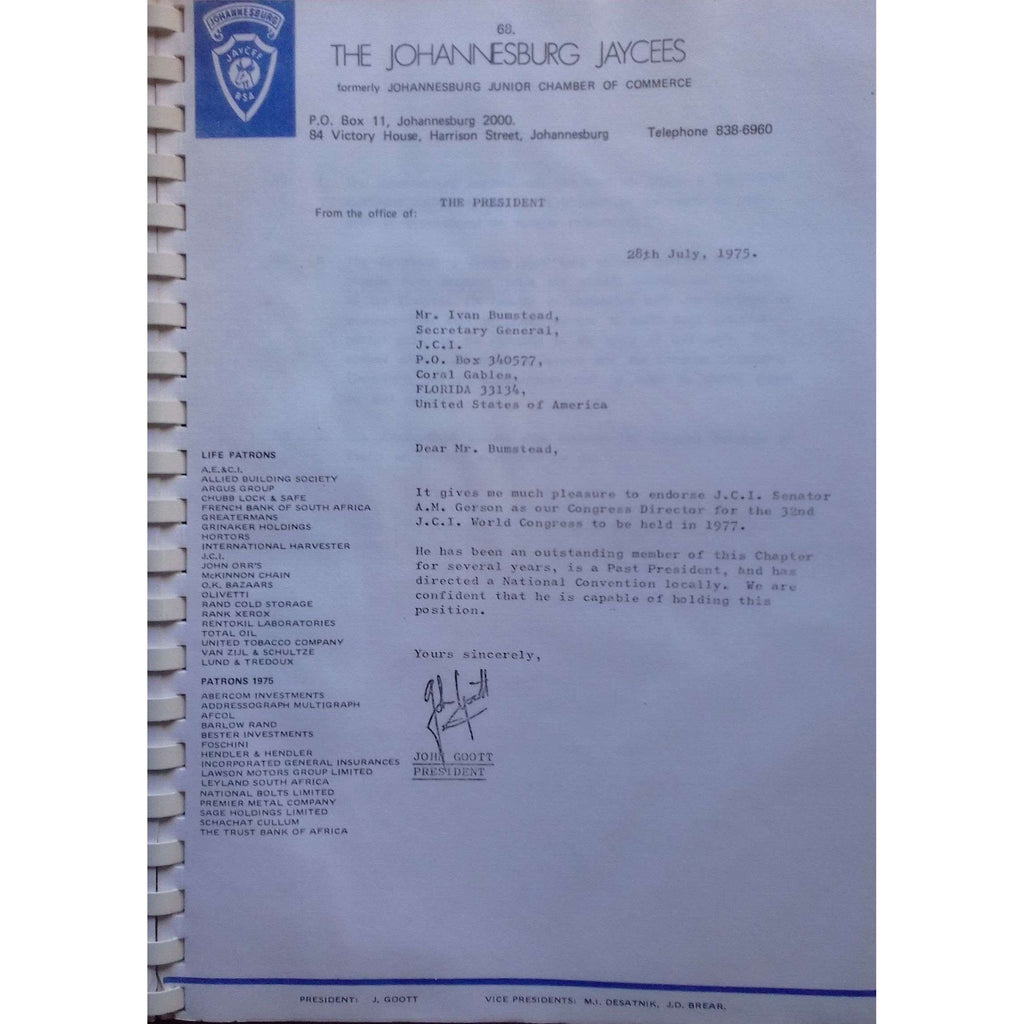 JOHANNESBURG
JAYCEE
RSA
68.
THE JOHANNESBURG JAYCEES
formerly JOHANNESBURG JUNIOR CHAMBER OF COMMERCE
P.O. Box 11, Johannesburg 2000.
84 Victory House, Harrison Street, Johannesburg Telephone 838-6960
THE PRESIDENT
From the office of:
28th July, 1975.
Mr. Ivan Bumstead,
Secretary General,
J.C.I.
P.O. Box 340577,
Coral Gables,
FLORIDA 33134,
United States of America
Dear Mr. Bumstead,
It gives me much pleasure to endorse J.C.I. Senator
A.M. Gerson as our Congress Director for the 32nd
J.C.I. World Congress to be held in 1977.
He has been an outstanding member of this Chapter
for several years, is a Past President, and has
directed a National Convention locally. We are
confident that he is capable of holding this
position.
Yours sincerely,
John Goott
JOHN GOOTT
PRESIDENT
LIFE PATRONS
A.E.&C.I.
ALLIED BUILDING SOCIETY
ARGUS GROUP
CHUBB LOCK & SAFE
FRENCH BANK OF SOUTH AFRICA
GREATERMANS
GRINAKER HOLDINGS
HORTORS
INTERNATIONAL HARVESTER
J.C.I.
JOHN ORR'S
McKINNON CHAIN
O.K. BAZAARS
OLIVETTI
RAND COLD STORAGE
RANK XEROX
RENTOKIL LABORATORIES
TOTAL OIL
UNITED TOBACCO COMPANY
VAN ZIJL & SCHULTZE
LUND & TREDOUX
PATRONS 1975
ABERCOM INVESTMENTS
ADDRESSOGRAPH MULTIGRAPH
AFCOL
BARLOW RAND
BESTER INVESTMENTS
FOSCHINI
HENDLER & HENDLER
INCORPORATED GENERAL INSURANCES
LAWSON MOTORS GROUP LIMITED
LEYLAND SOUTH AFRICA
NATIONAL BOLTS LIMITED
PREMIER METAL COMPANY
SAGE HOLDINGS LIMITED
SCHACHAT CULLUM
THE TRUST BANK OF AFRICA
PRESIDENT: J. GOOTT VICE PRESIDENTS: M.I. DESATNIK, J.D. BREAR.